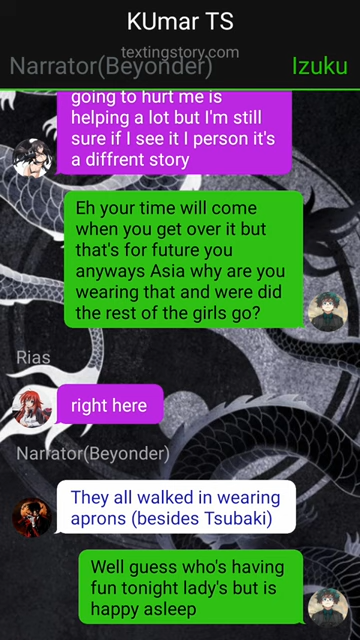 KUmar TS
textingstory.com
Narrator(Beyonder)
Izuku
going to hurt me is
helping a lot but I'm still
sure if I see it I person it's
a diffrent story
Eh your time will come
when you get over it but
that's for future you
anyways Asia why are you
wearing that and were did
the rest of the girls go?
Rias
right here
Narrator(Beyonder)
They all walked in wearing
aprons (besides Tsubaki)
Well guess who's having
fun tonight lady's but is
happy asleep